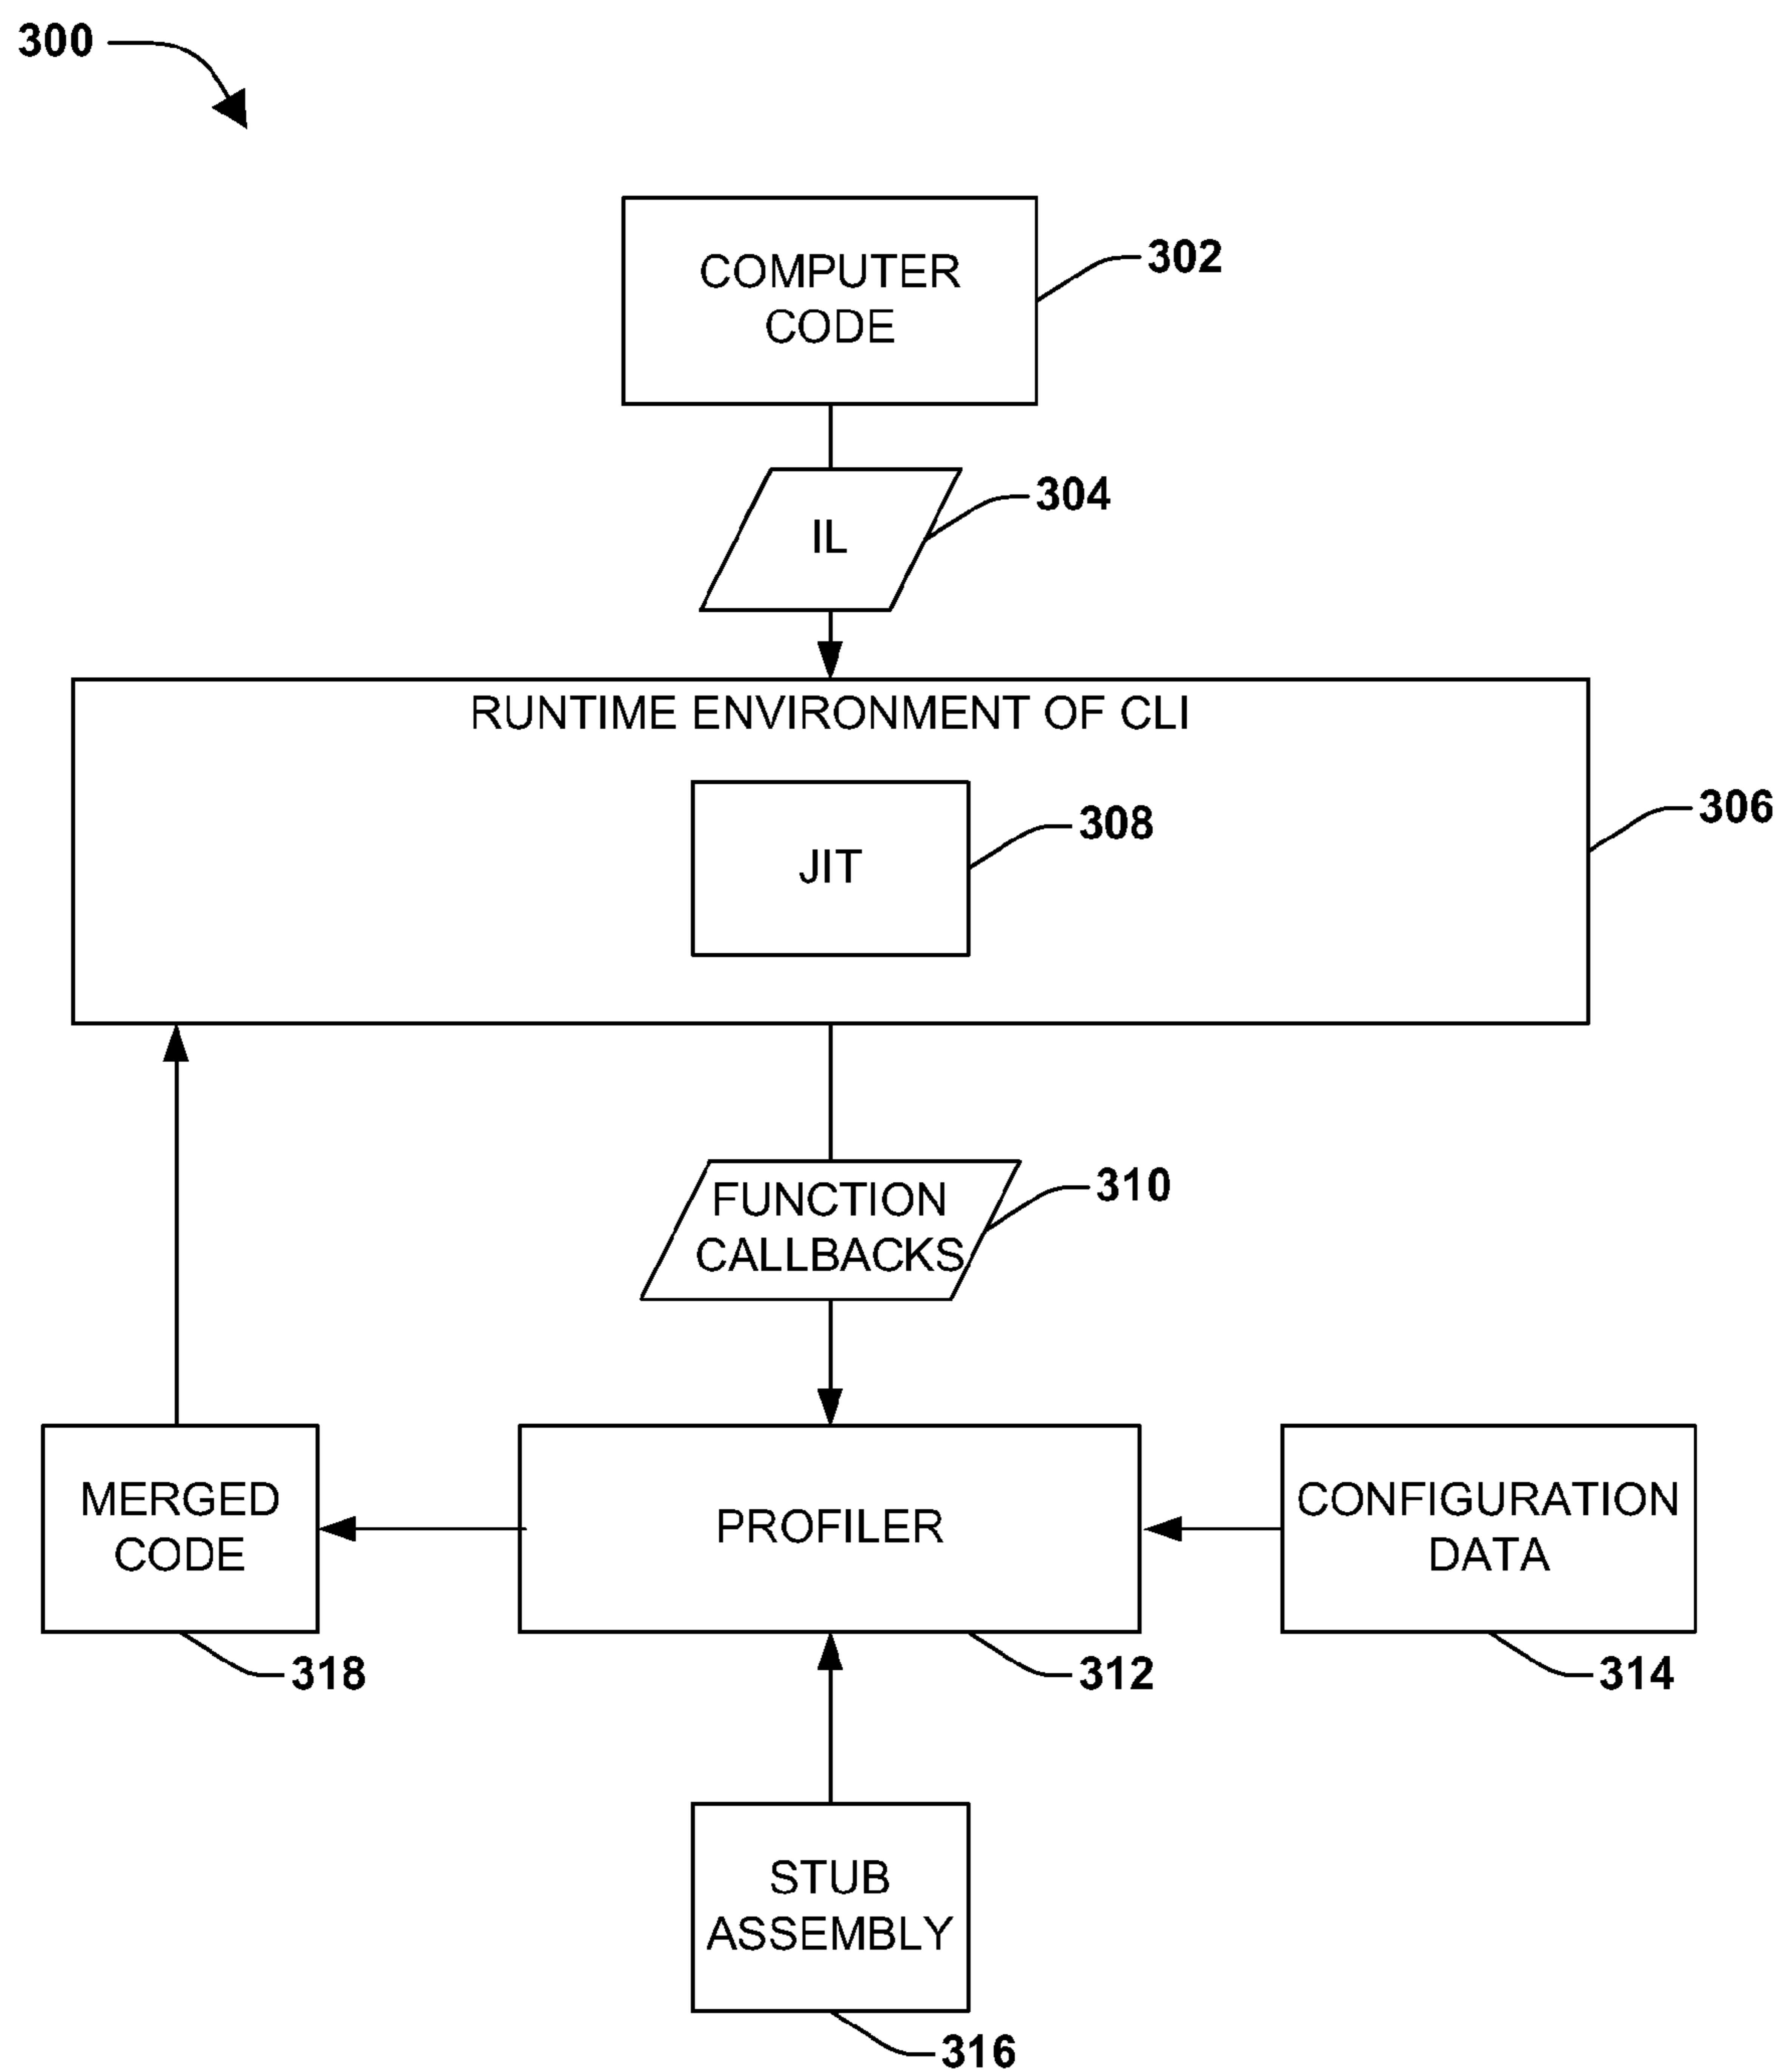 300
COMPUTER
CODE
302
IL
304
RUNTIME ENVIRONMENT OF CLI
JIT
308
306
FUNCTION
CALLBACKS
310
MERGED
CODE
318
PROFILER
312
CONFIGURATION
DATA
314
STUB
ASSEMBLY
316